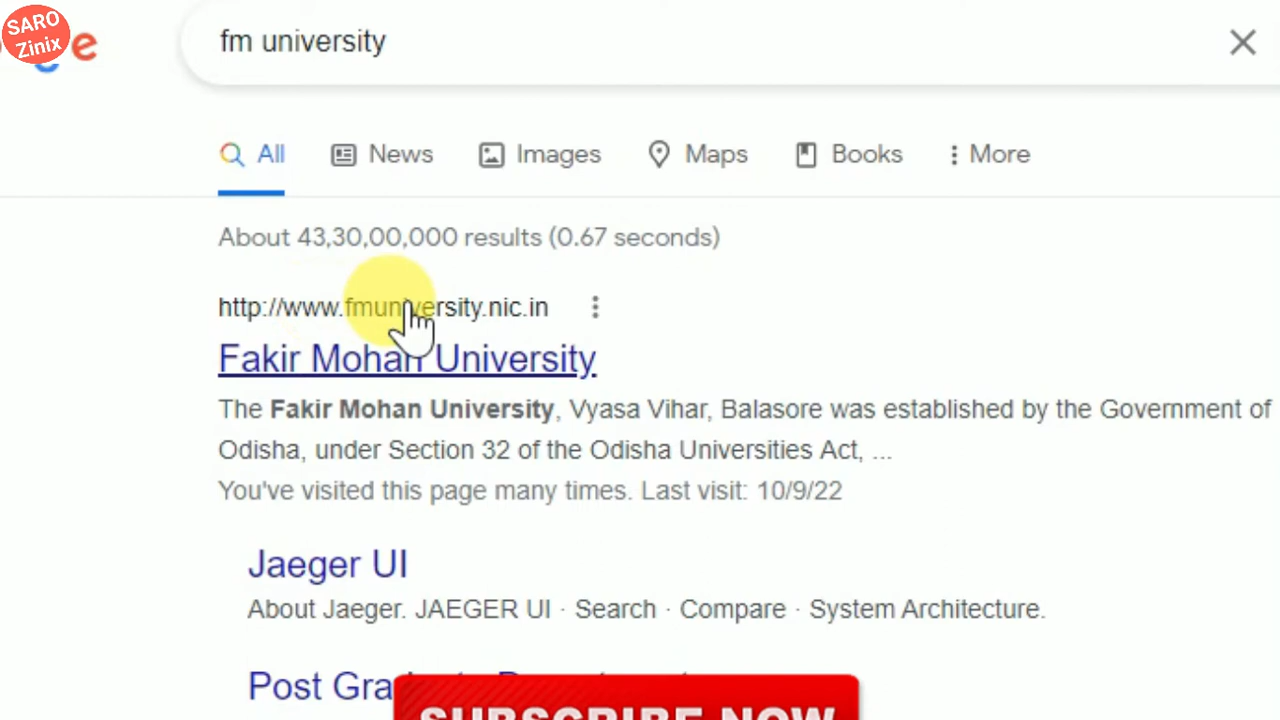 SARO
Zinix
e
fm university
All News Images Maps Books More
About 43,30,00,000 results (0.67 seconds)
http://www.fmuniversity.nic.in
Fakir Mohan University
The Fakir Mohan University, Vyasa Vihar, Balasore was established by the Government of
Odisha, under Section 32 of the Odisha Universities Act, ...
You've visited this page many times. Last visit: 10/9/22
Jaeger UI
About Jaeger. JAEGER UI · Search · Compare · System Architecture.
Post
SUBSCRIBE NOW